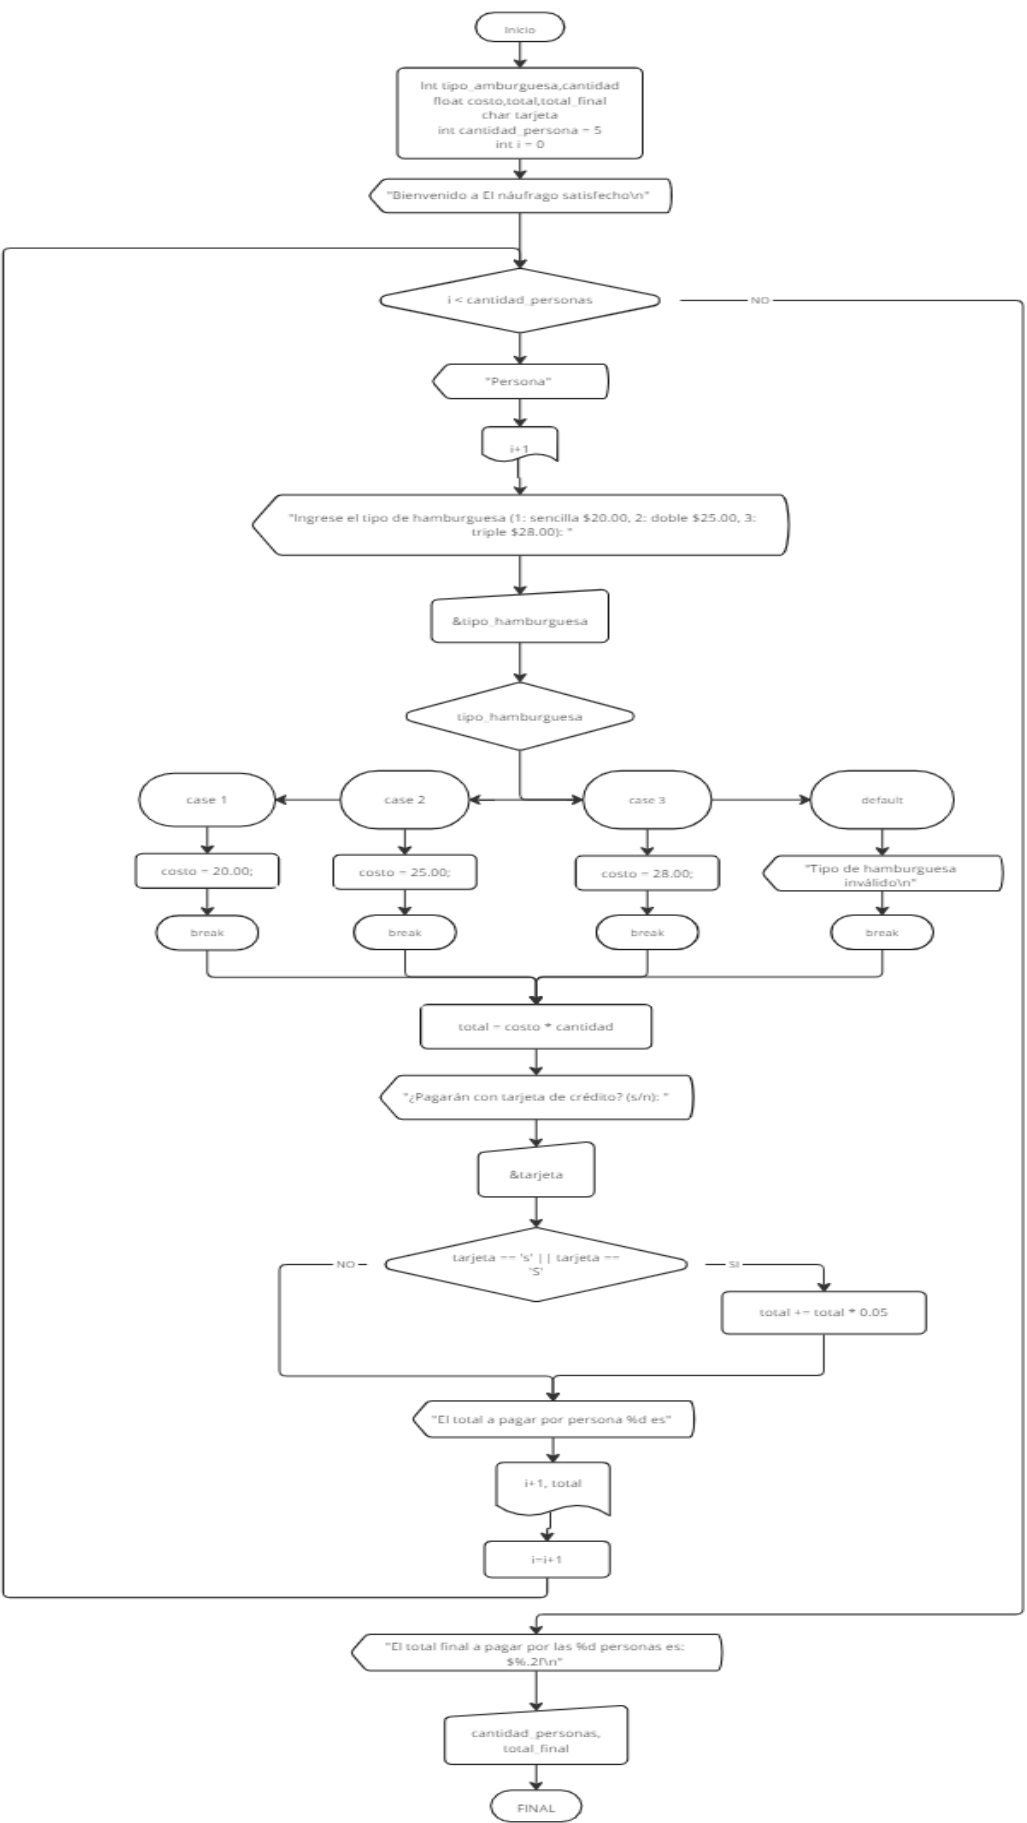 Inicio
Int tipo_amburguesa,cantidad
float costo,total,total_final
char tarjeta
int cantidad_persona = 5
int i = 0
"Bienvenido a El náufrago satisfecho\n"
i < cantidad_personas
NO
"Persona"
i+1
"Ingrese el tipo de hamburguesa (1: sencilla $20.00, 2: doble $25.00, 3:
triple $28.00): "
&tipo_hamburguesa
tipo_hamburguesa
case 1
case 2
case 3
default
costo = 20.00;
costo = 25.00;
costo = 28.00;
"Tipo de hamburguesa
inválido\n"
break
break
break
break
total = costo * cantidad
"¿Pagarán con tarjeta de crédito? (s/n): "
&tarjeta
NO
tarjeta == 's' || tarjeta ==
'S'
SI
total += total * 0.05
"El total a pagar por persona %d es"
i+1, total
i=i+1
"El total final a pagar por las %d personas es:
$%.2f\n"
cantidad_personas,
total_final
FINAL